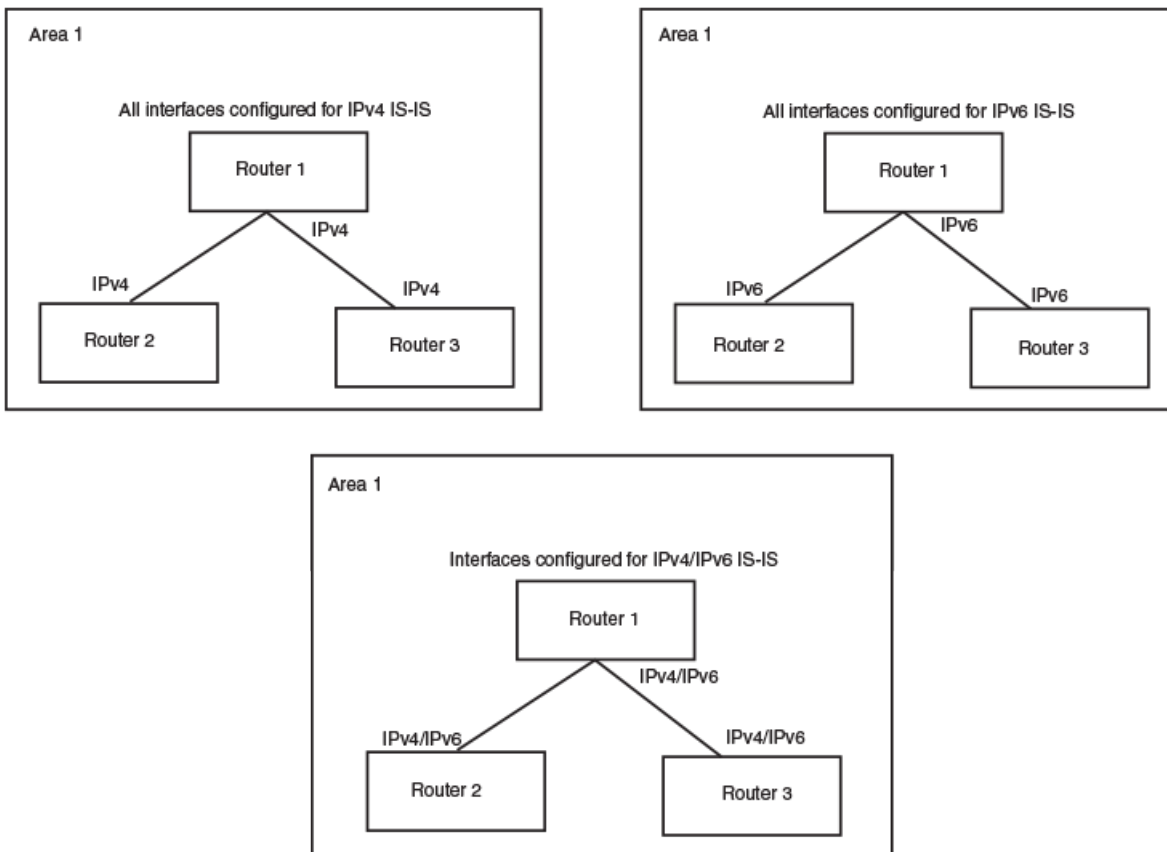 Area 1
All interfaces configured for IPv4 IS-IS
Router 1
IPv4
IPv4
IPv4
Router 2
Router 3
Area 1
All interfaces configured for IPv6 IS-IS
Router 1
IPv6
IPv6
IPv6
Router 2
Router 3
Area 1
Interfaces configured for IPv4/IPv6 IS-IS
Router 1
IPv4/IPv6
IPv4/IPv6
IPv4/IPv6
Router 2
Router 3